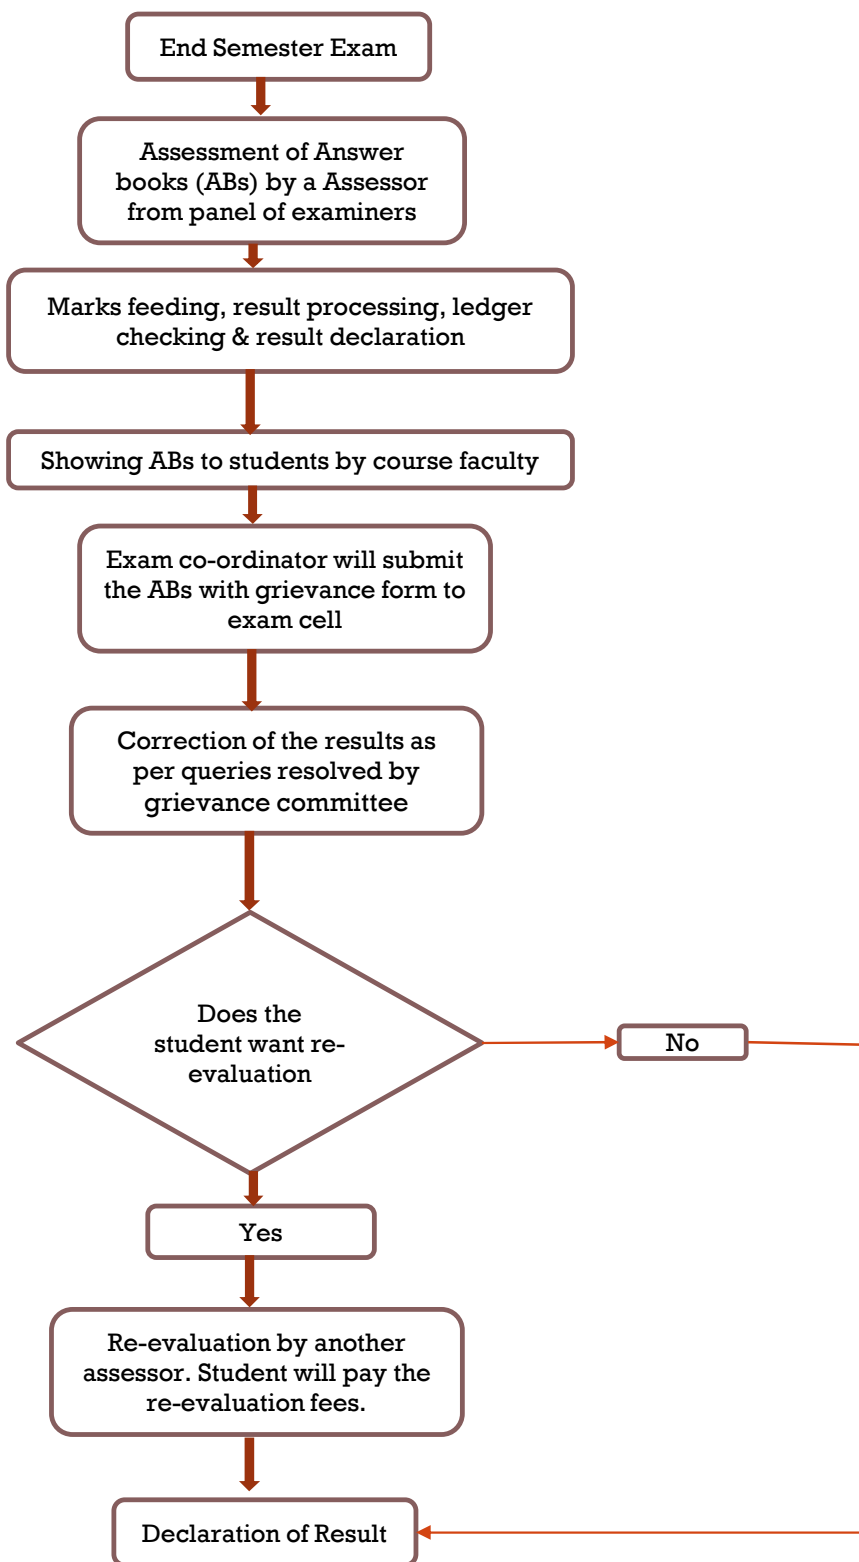 End Semester Exam
Assessment of Answer
books (ABs) by a Assessor
from panel of examiners
Marks feeding, result processing, ledger
checking & result declaration
Showing ABs to students by course faculty
Exam co-ordinator will submit
the ABs with grievance form to
exam cell
Correction of the results as
per queries resolved by
grievance committee
Does the
student want re-
evaluation
No
Yes
Re-evaluation by another
assessor. Student will pay the
re-evaluation fees.
Declaration of Result